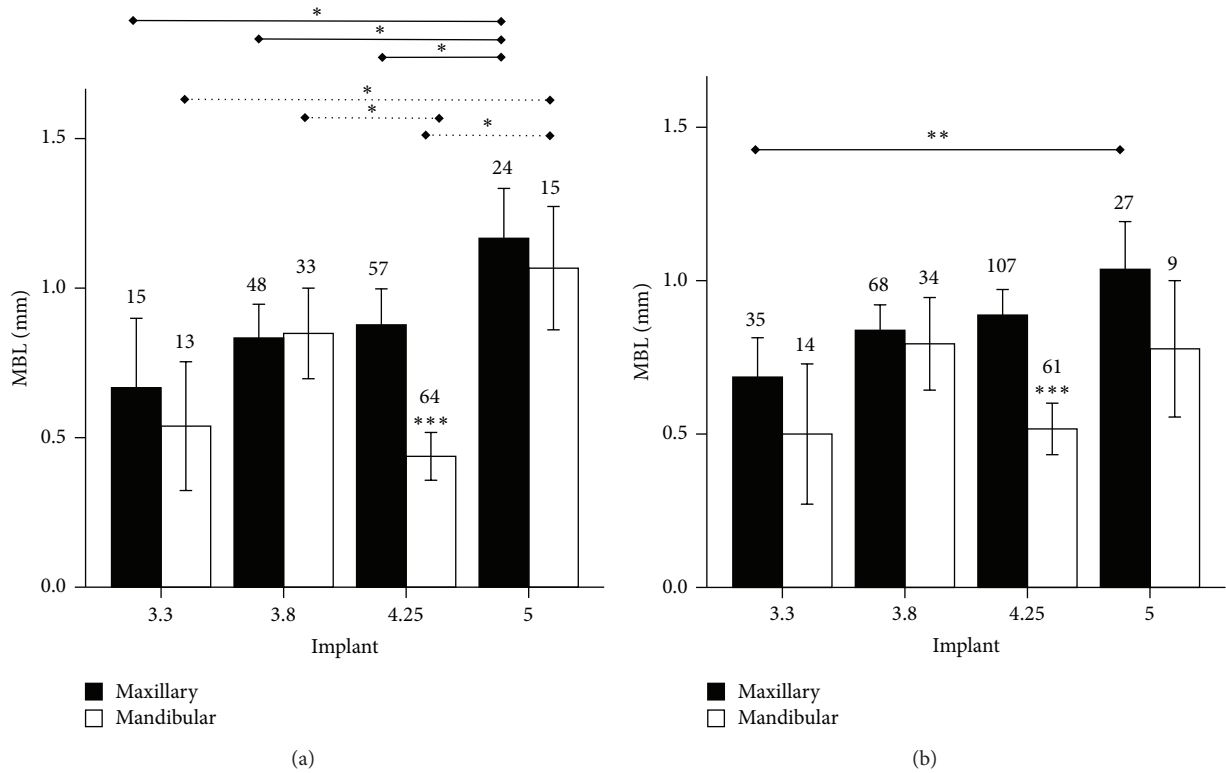 *
*
*
*
*
*
1.5
1.0
0.5
0.0
MBL (mm)
15
13
48
33
57
64
***
24
15
3.3 3.8 4.25 5
Implant
Maxillary
Mandibular
(a)
**
1.5
1.0
0.5
0.0
MBL (mm)
35
14
68
34
107
61
***
27
9
3.3 3.8 4.25 5
Implant
Maxillary
Mandibular
(b)